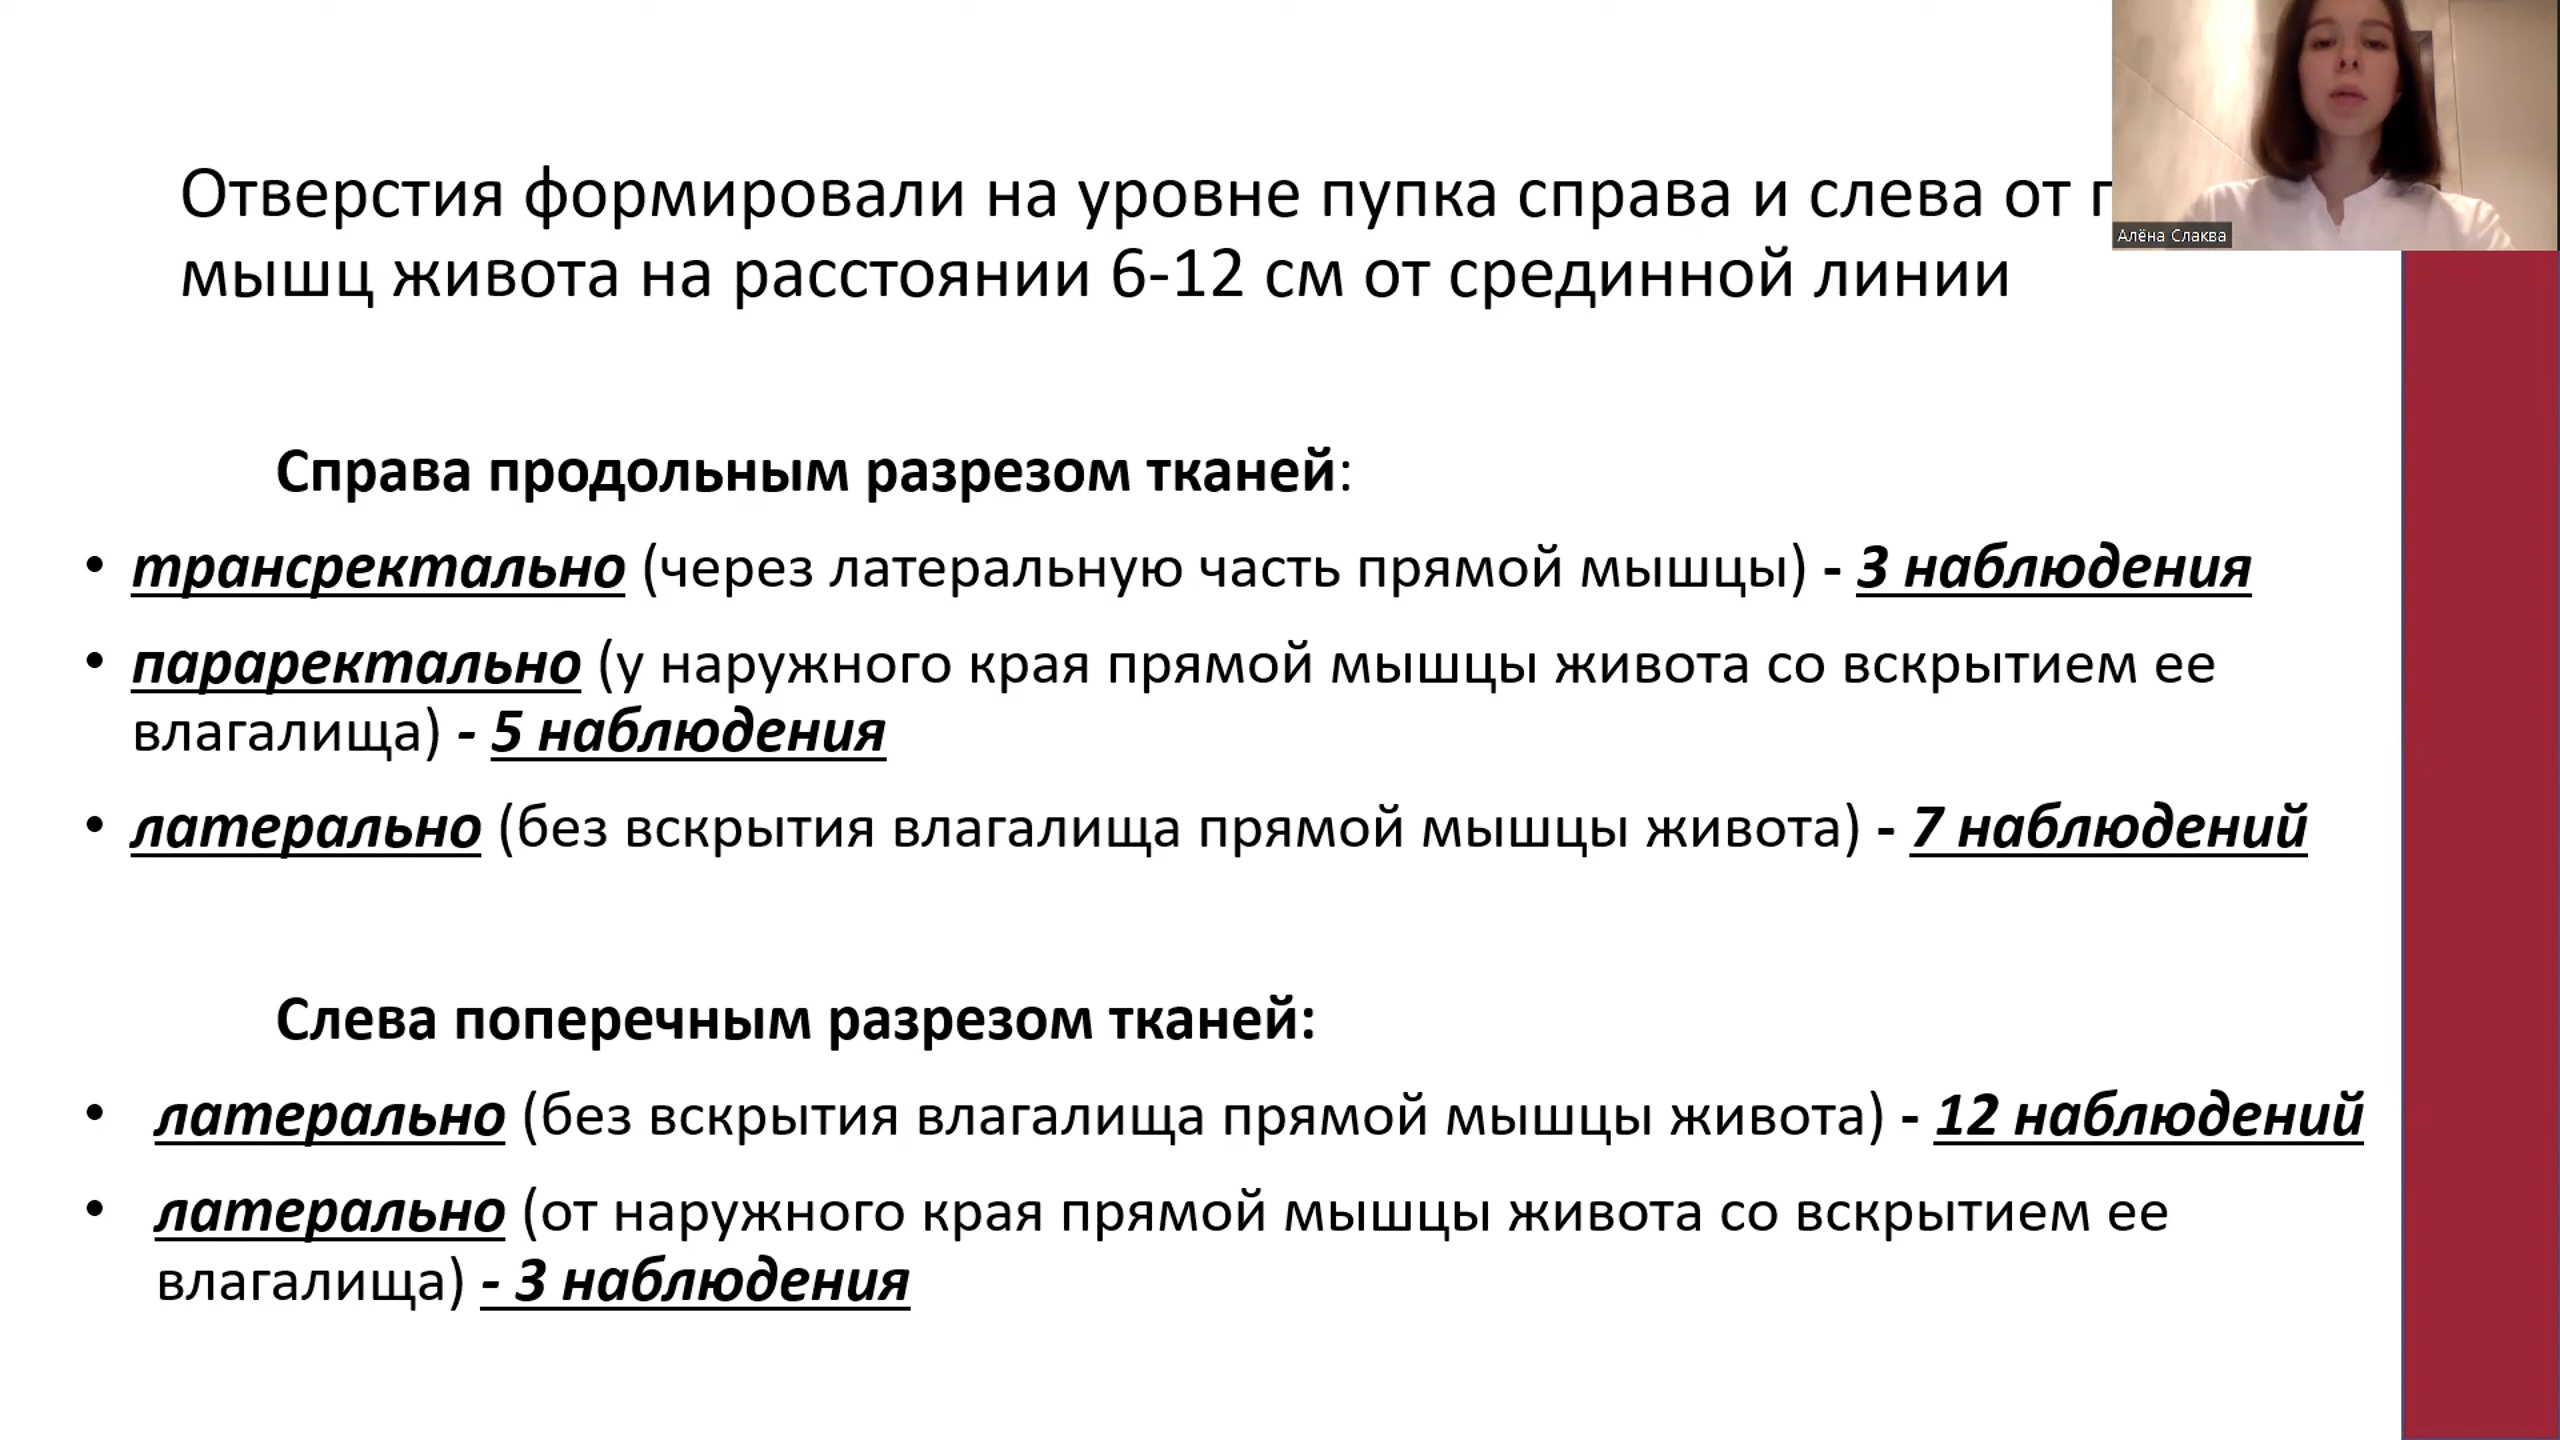 Отверстия формировали на уровне пупка справа и слева от
мышц живота на расстоянии 6-12 см от срединной линии
Алёна Слаква
Справа продольным разрезом тканей:
• трансректально (через латеральную часть прямой мышцы) - 3 наблюдения
• параректально (у наружного края прямой мышцы живота со вскрытием ее
влагалища) - 5 наблюдения
• латерально (без вскрытия влагалища прямой мышцы живота) - 7 наблюдений
Слева поперечным разрезом тканей:
• латерально (без вскрытия влагалища прямой мышцы живота) - 12 наблюдений
• латерально (от наружного края прямой мышцы живота со вскрытием ее
влагалища) - 3 наблюдения